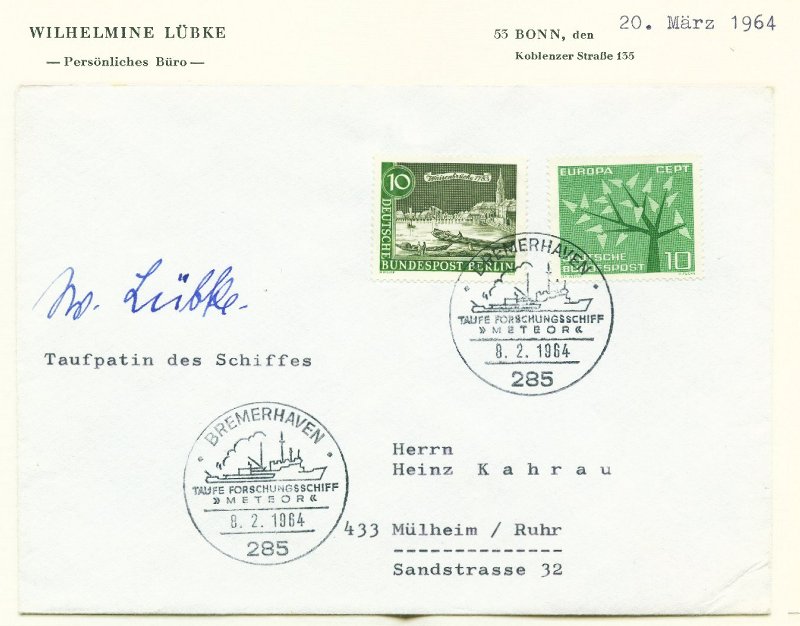 WILHELMINE LÜBKE
— Persönliches Büro —
53 BONN, den 20. März 1964
Koblenzer Straße 135
10
Weisenbrücke 1783
DEUTSCHE
BUNDESPOST BERLIN
EUROPA CEPT
DEUTSCHE
BUNDESPOST 10
BREMERHAVEN
TAUFE FORSCHUNGSSCHIFF
» METEOR «
8. 2. 1964
285
W. Lübke.
Taufpatin des Schiffes
BREMERHAVEN
TAUFE FORSCHUNGSSCHIFF
» METEOR «
8. 2. 1964
285
Herrn
Heinz Kahrau
433 Mülheim / Ruhr
Sandstrasse 32